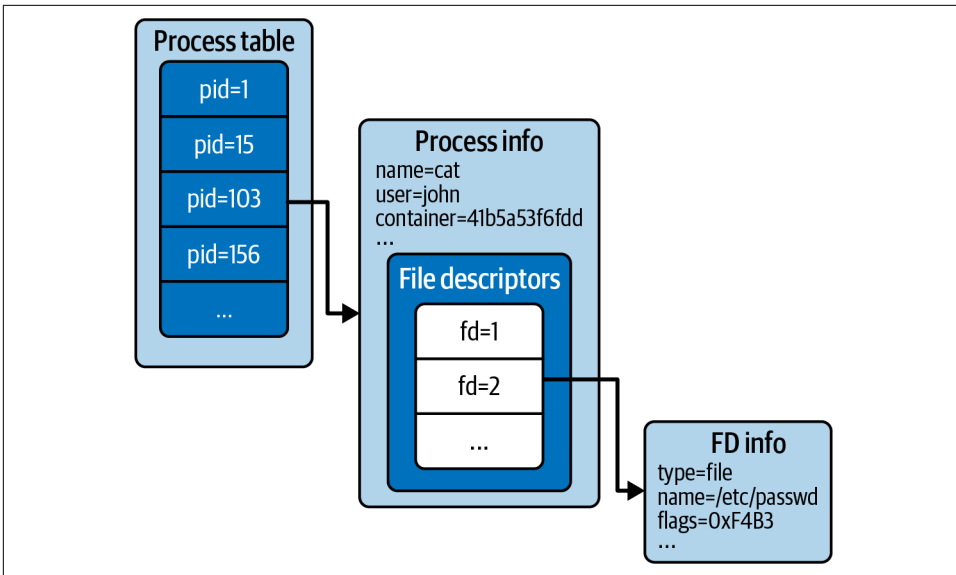 Process table
pid=1
pid=15
pid=103
pid=156
...
Process info
name=cat
user=john
container=41b5a53f6fdd
...
File descriptors
fd=1
fd=2
...
FD info
type=file
name=/etc/passwd
flags=0xF4B3
...